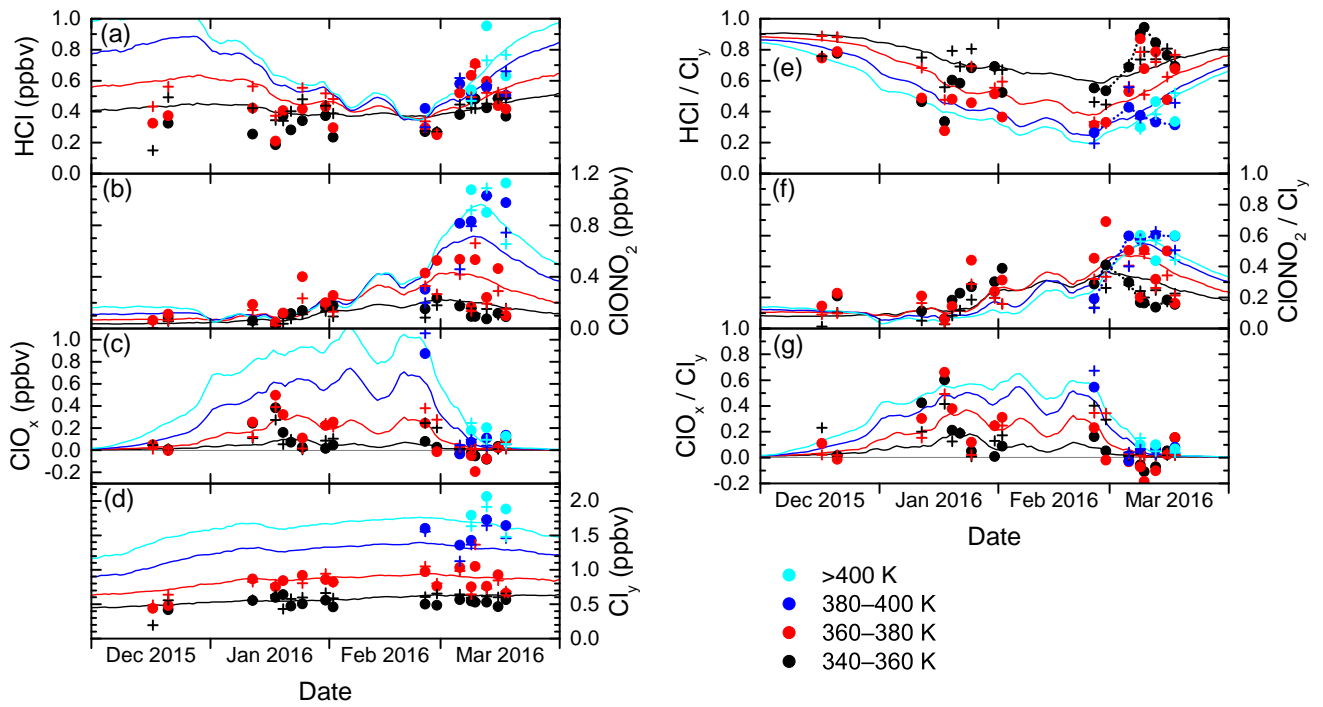 (a)
HCl (ppbv)
1.0
0.8
0.6
0.4
0.2
0.0
(b)
ClONO2 (ppbv)
1.2
0.8
0.4
0.0
(c)
ClOx (ppbv)
1.0
0.8
0.6
0.4
0.2
0.0
-0.2
(d)
Cly (ppbv)
2.0
1.5
1.0
0.5
0.0
Dec 2015 Jan 2016 Feb 2016 Mar 2016
Date
(e)
HCl / Cly
1.0
0.8
0.6
0.4
0.2
0.0
(f)
ClONO2 / Cly
1.0
0.8
0.6
0.4
0.2
0.0
(g)
ClOx / Cly
1.0
0.8
0.6
0.4
0.2
0.0
-0.2
Dec 2015 Jan 2016 Feb 2016 Mar 2016
Date
>400 K
380–400 K
360–380 K
340–360 K